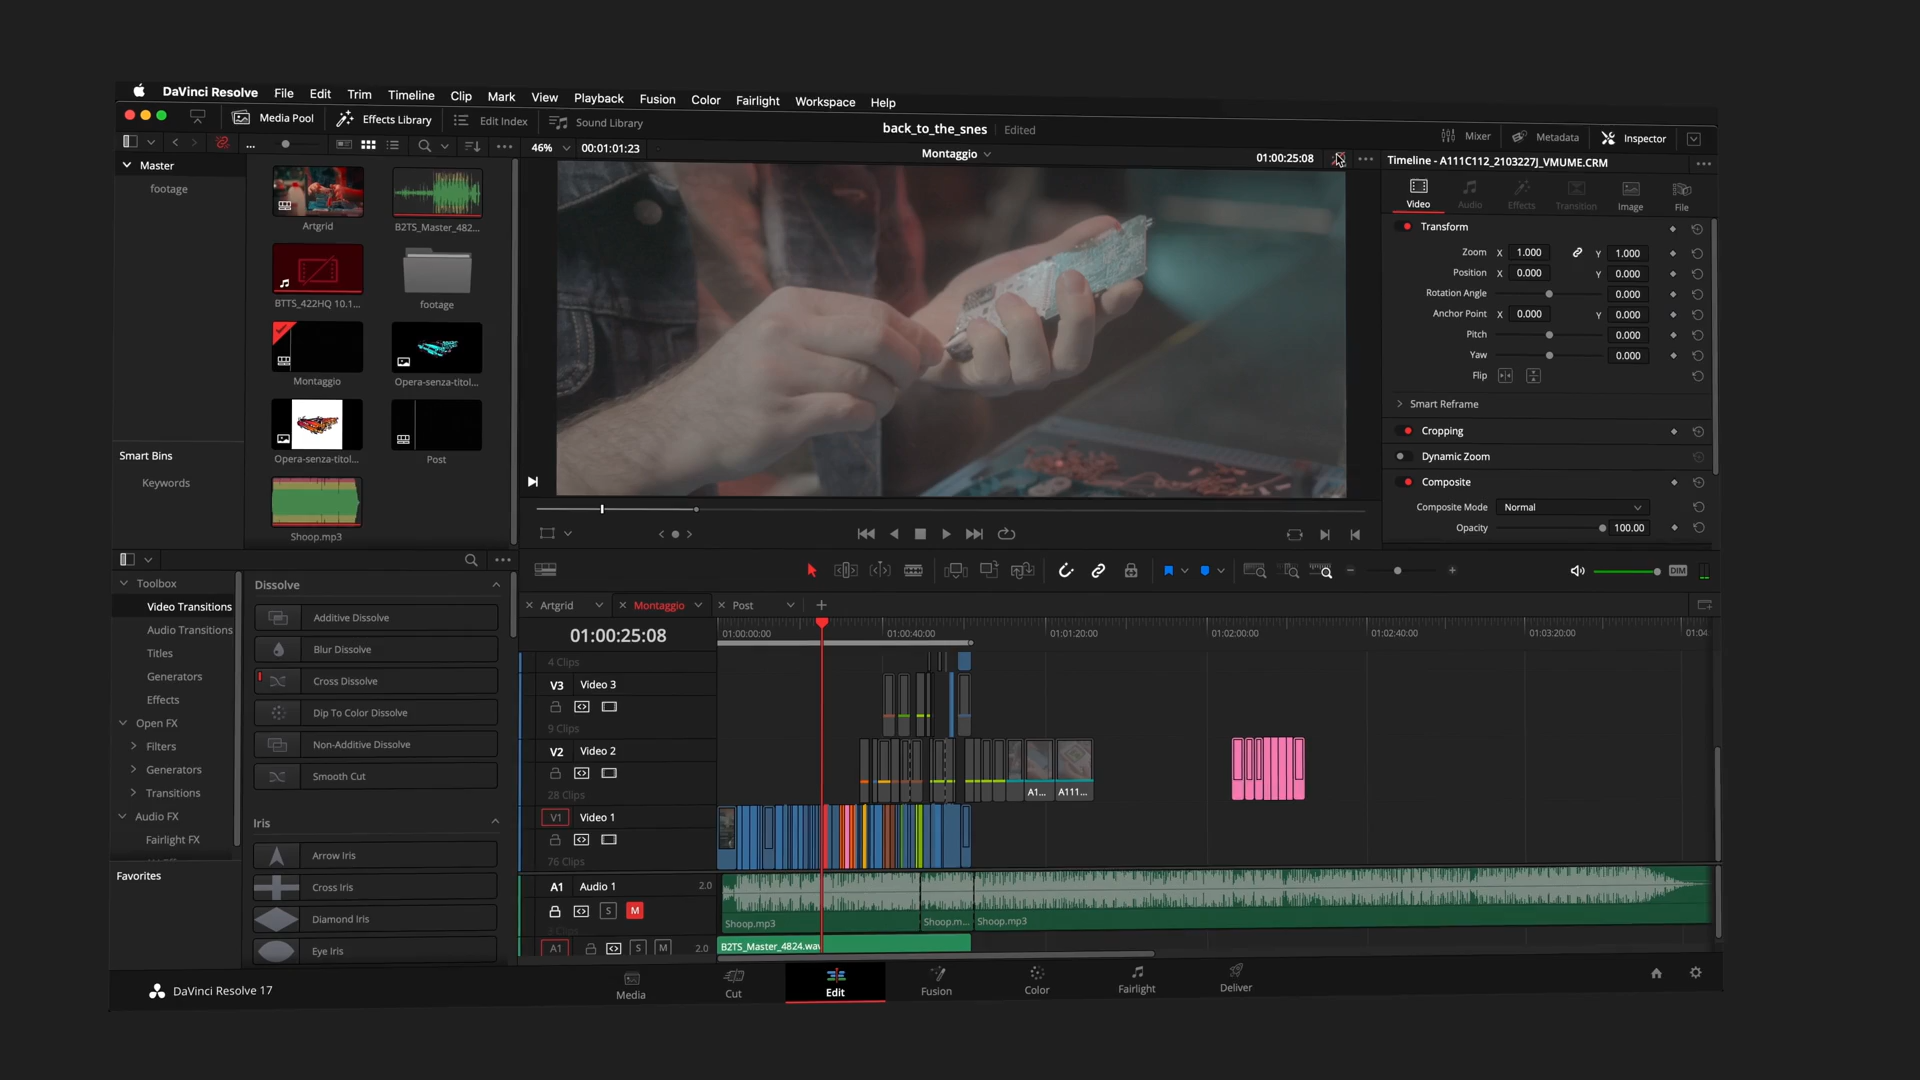 DaVinci Resolve File Edit Trim Timeline Clip Mark View Playback Fusion Color Fairlight Workspace Help
Media Pool Effects Library Edit Index Sound Library
back_to_the_snes Edited
Mixer Metadata Inspector
46% 00:01:01:23
Montaggio
01:00:25:08
Timeline - A111C112_2103227J_VMUME.CRM
Master
footage
Artgrid
B2TS_Master_482...
BTTS_422HQ 10.1...
footage
Montaggio
Opera-senza-titol...
Opera-senza-titol...
Post
Shoop.mp3
Smart Bins
Keywords
Video Audio Effects Transition Image File
Transform
Zoom X 1.000 Y 1.000
Position X 0.000 Y 0.000
Rotation Angle 0.000
Anchor Point X 0.000 Y 0.000
Pitch 0.000
Yaw 0.000
Flip
Smart Reframe
Cropping
Dynamic Zoom
Composite
Composite Mode Normal
Opacity 100.00
Toolbox
Video Transitions
Audio Transitions
Titles
Generators
Effects
Open FX
Filters
Generators
Transitions
Audio FX
Fairlight FX
Favorites
Dissolve
Additive Dissolve
Blur Dissolve
Cross Dissolve
Dip To Color Dissolve
Non-Additive Dissolve
Smooth Cut
Iris
Arrow Iris
Cross Iris
Diamond Iris
Eye Iris
DIM
Artgrid Montaggio Post
01:00:25:08
01:00:00:00 01:00:40:00 01:01:20:00 01:02:00:00 01:02:40:00 01:03:20:00 01:04
4 Clips
V3 Video 3
9 Clips
V2 Video 2
28 Clips
A1... A111...
V1 Video 1
76 Clips
A1 Audio 1 2.0
S M
Shoop.mp3 Shoop.m... Shoop.mp3
A1 S M 2.0
B2TS_Master_4824.wav
DaVinci Resolve 17
Media Cut Edit Fusion Color Fairlight Deliver